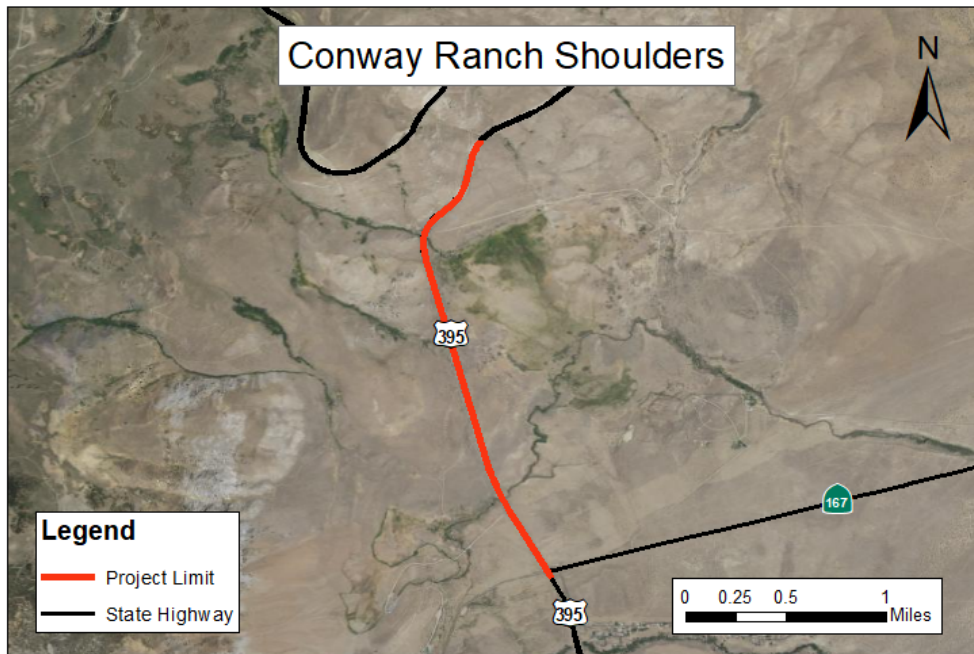 Conway Ranch Shoulders
N
395
167
Legend
Project Limit
State Highway
395
0 0.25 0.5 1
Miles